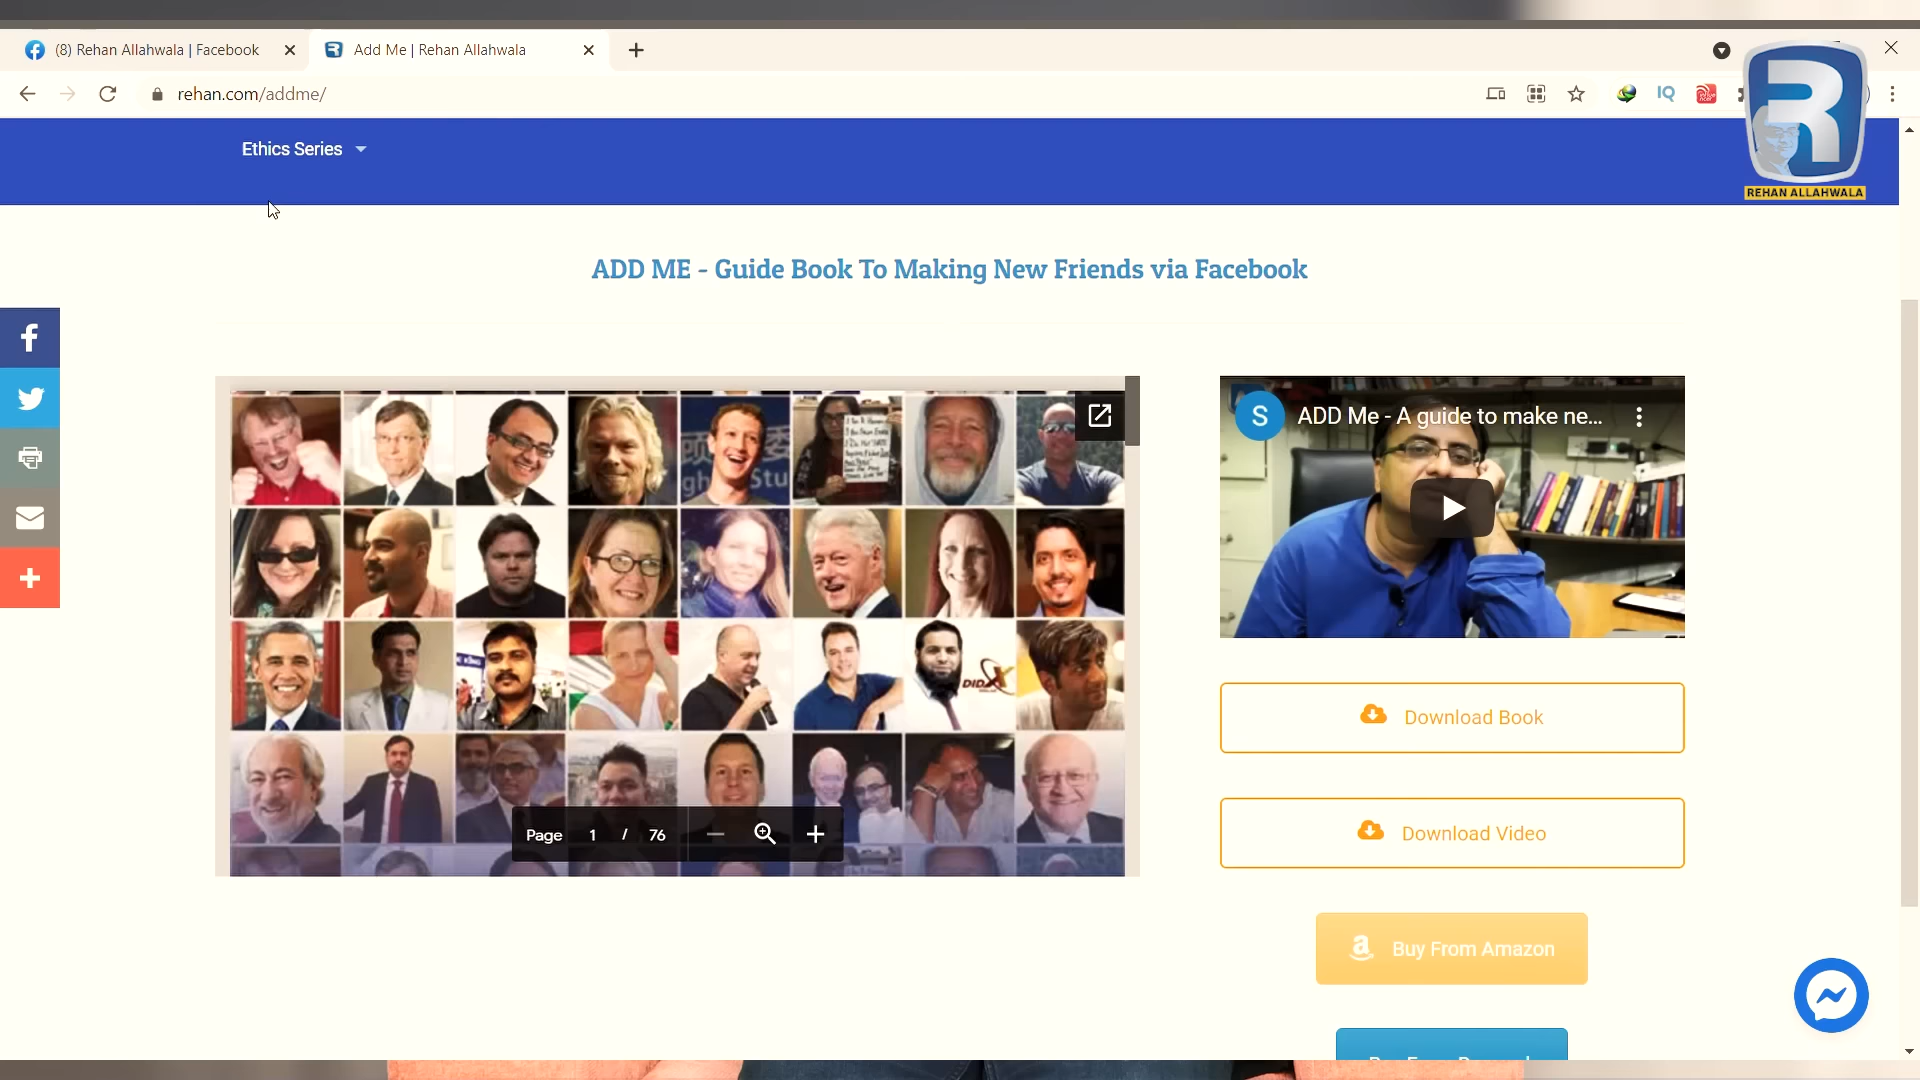 (8) Rehan Allahwala | Facebook
Add Me | Rehan Allahwala
rehan.com/addme/
IQ
Ethics Series
R
REHAN ALLAHWALA
ADD ME - Guide Book To Making New Friends via Facebook
S ADD Me - A guide to make ne...
DIDX
Download Book
Page 1 / 76
Download Video
Buy From Amazon